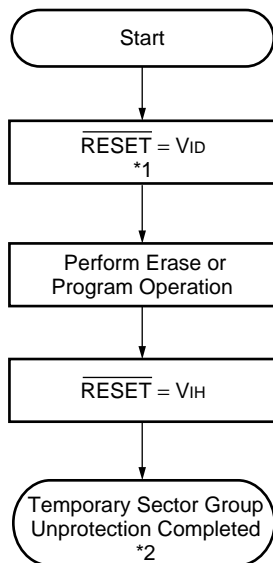 Start
RESET = VID
*1
Perform Erase or
Program Operation
RESET = VIH
Temporary Sector Group
Unprotection Completed
*2